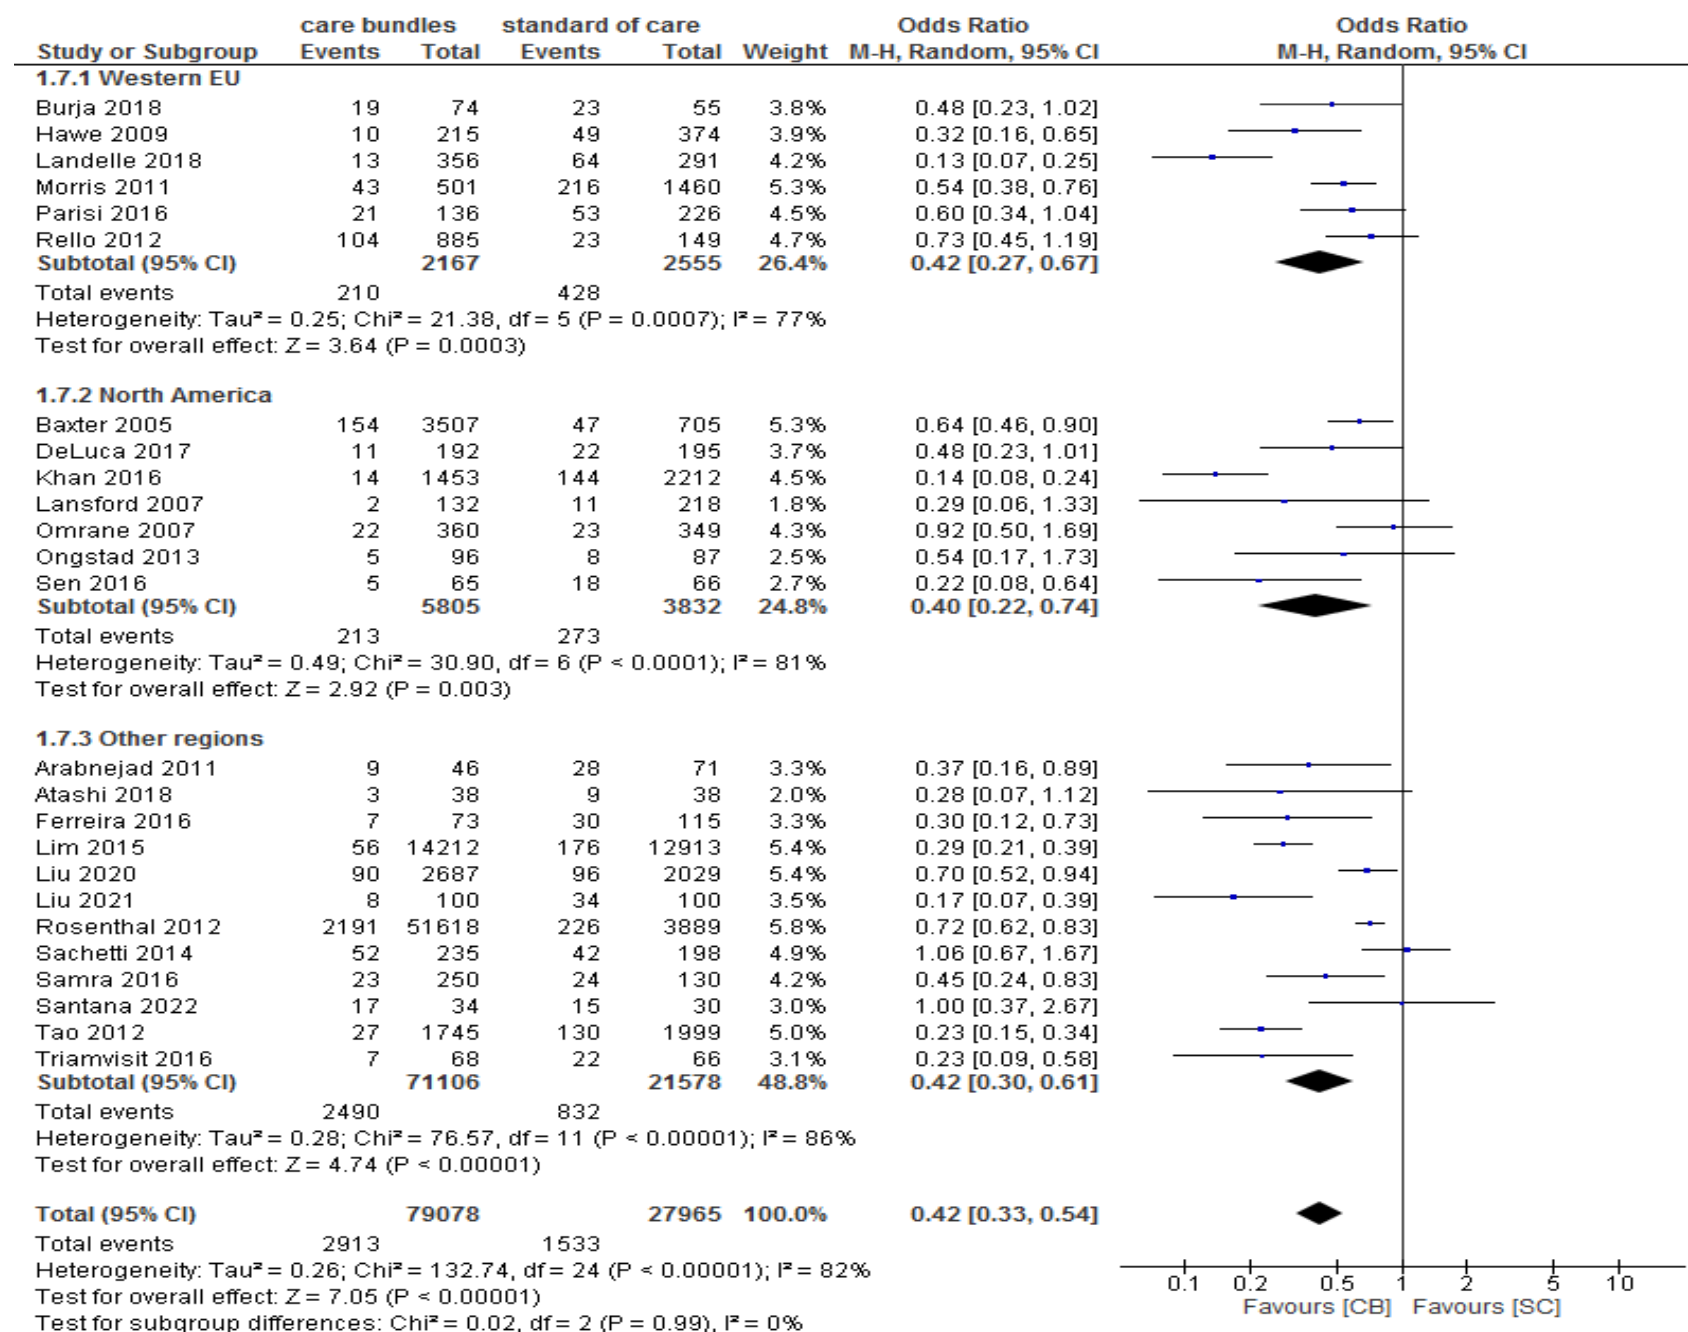 care bundles standard of care Odds Ratio Odds Ratio
Study or Subgroup Events Total Events Total Weight M-H, Random, 95% CI M-H, Random, 95% CI
1.7.1 Western EU
Burja 2018 19 74 23 55 3.8% 0.48 [0.23, 1.02]
Hawe 2009 10 215 49 374 3.9% 0.32 [0.16, 0.65]
Landelle 2018 13 356 64 291 4.2% 0.13 [0.07, 0.25]
Morris 2011 43 501 216 1460 5.3% 0.54 [0.38, 0.76]
Parisi 2016 21 136 53 226 4.5% 0.60 [0.34, 1.04]
Rello 2012 104 885 23 149 4.7% 0.73 [0.45, 1.19]
Subtotal (95% CI) 2167 2555 26.4% 0.42 [0.27, 0.67]
Total events 210 428
Heterogeneity: Tau² = 0.25; Chi² = 21.38, df = 5 (P = 0.0007); I² = 77%
Test for overall effect: Z = 3.64 (P = 0.0003)
1.7.2 North America
Baxter 2005 154 3507 47 705 5.3% 0.64 [0.46, 0.90]
DeLuca 2017 11 192 22 195 3.7% 0.48 [0.23, 1.01]
Khan 2016 14 1453 144 2212 4.5% 0.14 [0.08, 0.24]
Lansford 2007 2 132 11 218 1.8% 0.29 [0.06, 1.33]
Omrane 2007 22 360 23 349 4.3% 0.92 [0.50, 1.69]
Ongstad 2013 5 96 8 87 2.5% 0.54 [0.17, 1.73]
Sen 2016 5 65 18 66 2.7% 0.22 [0.08, 0.64]
Subtotal (95% CI) 5805 3832 24.8% 0.40 [0.22, 0.74]
Total events 213 273
Heterogeneity: Tau² = 0.49; Chi² = 30.90, df = 6 (P < 0.0001); I² = 81%
Test for overall effect: Z = 2.92 (P = 0.003)
1.7.3 Other regions
Arabnejad 2011 9 46 28 71 3.3% 0.37 [0.16, 0.89]
Atashi 2018 3 38 9 38 2.0% 0.28 [0.07, 1.12]
Ferreira 2016 7 73 30 115 3.3% 0.30 [0.12, 0.73]
Lim 2015 56 14212 176 12913 5.4% 0.29 [0.21, 0.39]
Liu 2020 90 2687 96 2029 5.4% 0.70 [0.52, 0.94]
Liu 2021 8 100 34 100 3.5% 0.17 [0.07, 0.39]
Rosenthal 2012 2191 51618 226 3889 5.8% 0.72 [0.62, 0.83]
Sachetti 2014 52 235 42 198 4.9% 1.06 [0.67, 1.67]
Samra 2016 23 250 24 130 4.2% 0.45 [0.24, 0.83]
Santana 2022 17 34 15 30 3.0% 1.00 [0.37, 2.67]
Tao 2012 27 1745 130 1999 5.0% 0.23 [0.15, 0.34]
Triamvisit 2016 7 68 22 66 3.1% 0.23 [0.09, 0.58]
Subtotal (95% CI) 71106 21578 48.8% 0.42 [0.30, 0.61]
Total events 2490 832
Heterogeneity: Tau² = 0.28; Chi² = 76.57, df = 11 (P < 0.00001); I² = 86%
Test for overall effect: Z = 4.74 (P < 0.00001)
Total (95% CI) 79078 27965 100.0% 0.42 [0.33, 0.54]
Total events 2913 1533
Heterogeneity: Tau² = 0.26; Chi² = 132.74, df = 24 (P < 0.00001); I² = 82%
Test for overall effect: Z = 7.05 (P < 0.00001)
Test for subgroup differences: Chi² = 0.02, df = 2 (P = 0.99), I² = 0%
0.1 0.2 0.5 1 2 5 10
Favours [CB] Favours [SC]